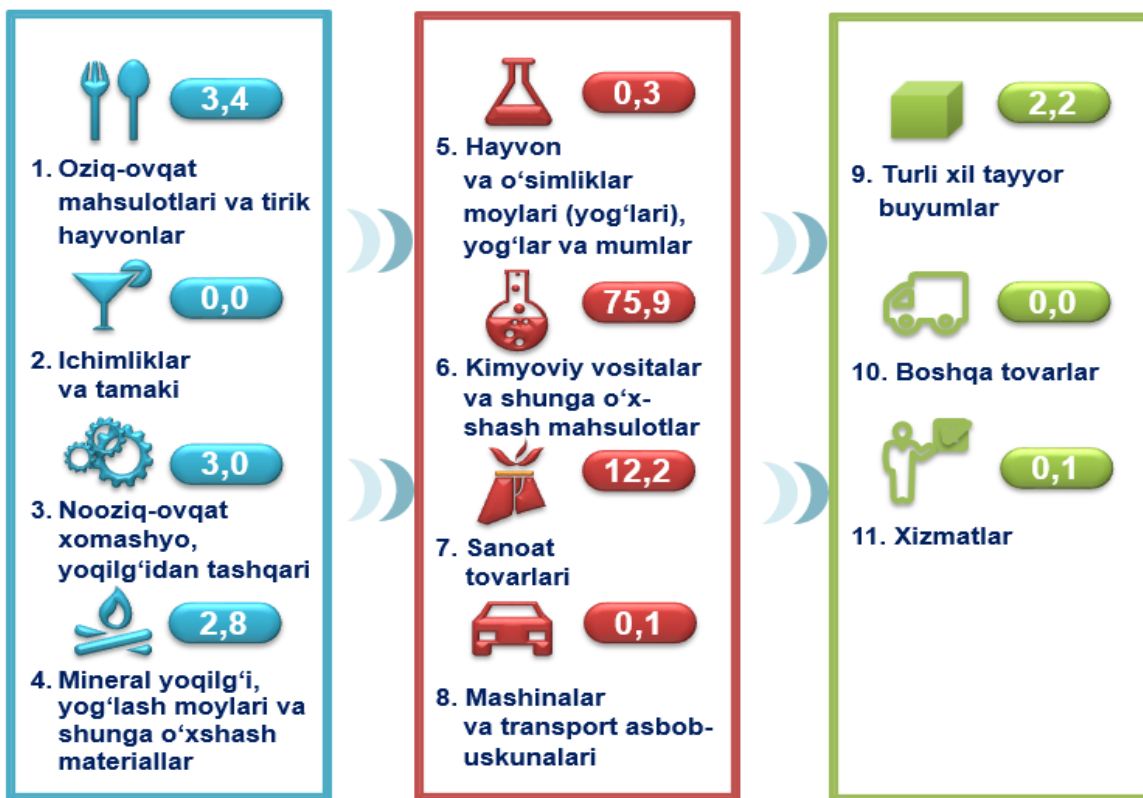 3,4
1. Oziq-ovqat
mahsulotlari va tirik
hayvonlar
0,0
2. Ichimliklar
va tamaki
3,0
3. Nooziq-ovqat
xomashyo,
yoqilg‘idan tashqari
2,8
4. Mineral yoqilg‘i,
yog‘lash moylari va
shunga o‘xshash
materiallar
0,3
5. Hayvon
va o‘simliklar
moylari (yog‘lari),
yog‘lar va mumlar
75,9
6. Kimyoviy vositalar
va shunga o‘x-
shash mahsulotlar
12,2
7. Sanoat
tovarlari
0,1
8. Mashinalar
va transport asbob-
uskunalari
2,2
9. Turli xil tayyor
buyumlar
0,0
10. Boshqa tovarlar
0,1
11. Xizmatlar